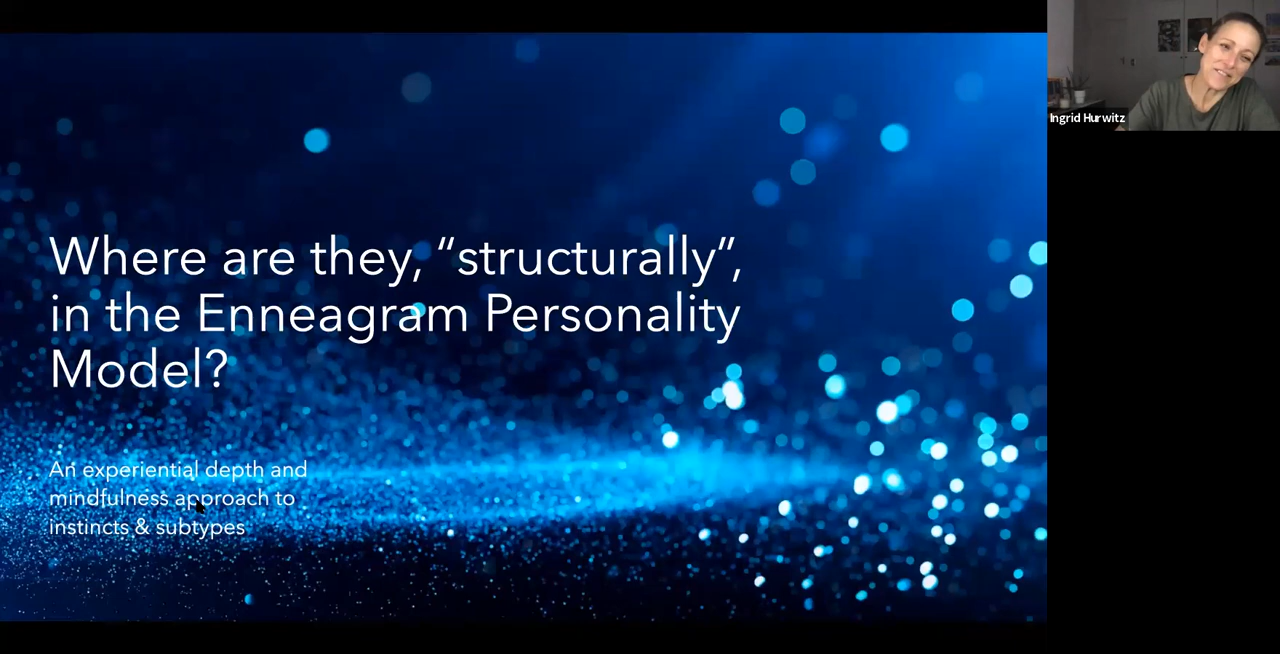 Where are they, “structurally”,
in the Enneagram Personality
Model?
An experiential depth and
mindfulness approach to
instincts & subtypes
Ingrid Hurwitz